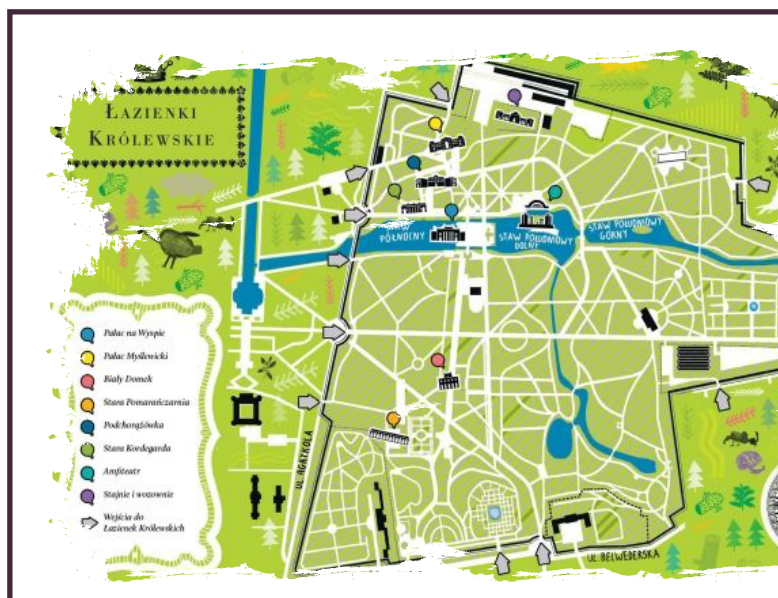 ŁAZIENKI
KRÓLEWSKIE
PÓŁNOCNY
STAW POŁUDNIOWY
DOLNY
STAW POŁUDNIOWY
GÓRNY
Pałac na Wyspie
Pałac Myślewicki
Biały Domek
Stara Pomarańczarnia
Podchorążówka
Stara Kordegarda
Amfiteatr
Stajnie i wozownie
Wejścia do
Łazienek Królewskich
UL. AGRYKOLA
UL. BELWEDERSKA